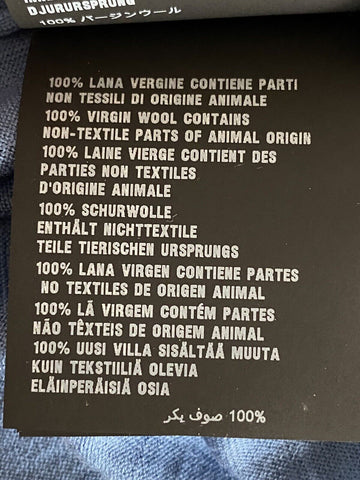 DJURURSPRUNG
100% バージンウール
100% LANA VERGINE CONTIENE PARTI
NON TESSILI DI ORIGINE ANIMALE
100% VIRGIN WOOL CONTAINS
NON-TEXTILE PARTS OF ANIMAL ORIGIN
100% LAINE VIERGE CONTIENT DES
PARTIES NON TEXTILES
D'ORIGINE ANIMALE
100% SCHURWOLLE
ENTHÄLT NICHTTEXTILE
TEILE TIERISCHEN URSPRUNGS
100% LANA VIRGEN CONTIENE PARTES
NO TEXTILES DE ORIGEN ANIMAL
100% LÃ VIRGEM CONTÉM PARTES
NÃO TÊXTEIS DE ORIGEM ANIMAL
100% UUSI VILLA SISÄLTÄÄ MUUTA
KUIN TEKSTIILIÄ OLEVIA
ELÄINPERÄISIÄ OSIA
100% صوف بكر